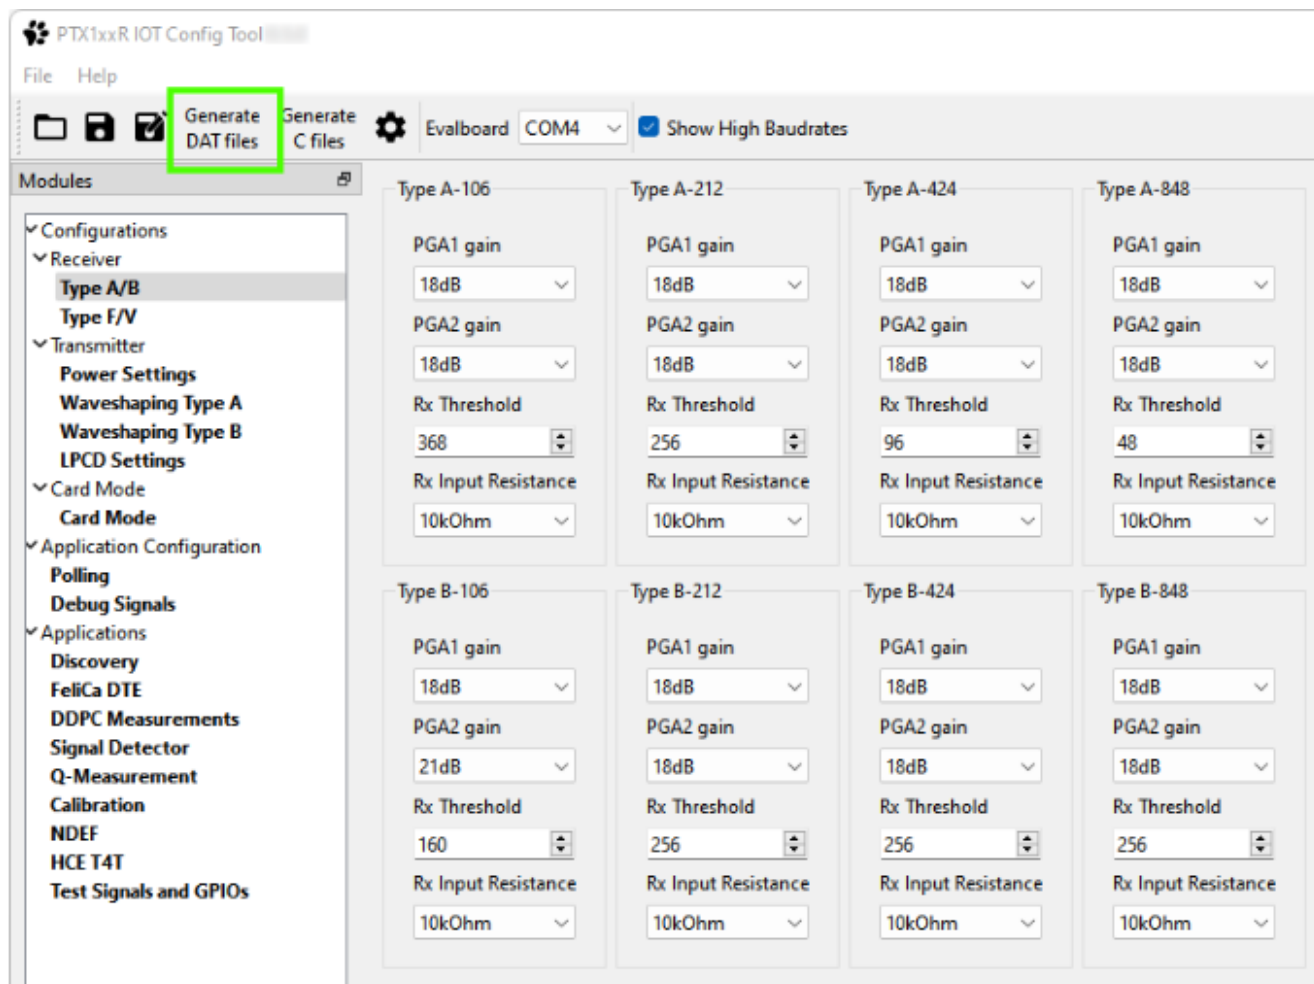 PTX1xxR IOT Config Tool
File Help
Generate DAT files
Generate C files
Evalboard COM4 Show High Baudrates
Modules
Configurations
Receiver
Type A/B
Type F/V
Transmitter
Power Settings
Waveshaping Type A
Waveshaping Type B
LPCD Settings
Card Mode
Card Mode
Application Configuration
Polling
Debug Signals
Applications
Discovery
FeliCa DTE
DDPC Measurements
Signal Detector
Q-Measurement
Calibration
NDEF
HCE T4T
Test Signals and GPIOs
Type A-106 Type A-212 Type A-424 Type A-848
PGA1 gain PGA1 gain PGA1 gain PGA1 gain
18dB 18dB 18dB 18dB
PGA2 gain PGA2 gain PGA2 gain PGA2 gain
18dB 18dB 18dB 18dB
Rx Threshold Rx Threshold Rx Threshold Rx Threshold
368 256 96 48
Rx Input Resistance Rx Input Resistance Rx Input Resistance Rx Input Resistance
10kOhm 10kOhm 10kOhm 10kOhm
Type B-106 Type B-212 Type B-424 Type B-848
PGA1 gain PGA1 gain PGA1 gain PGA1 gain
18dB 18dB 18dB 18dB
PGA2 gain PGA2 gain PGA2 gain PGA2 gain
21dB 18dB 18dB 18dB
Rx Threshold Rx Threshold Rx Threshold Rx Threshold
160 256 256 256
Rx Input Resistance Rx Input Resistance Rx Input Resistance Rx Input Resistance
10kOhm 10kOhm 10kOhm 10kOhm